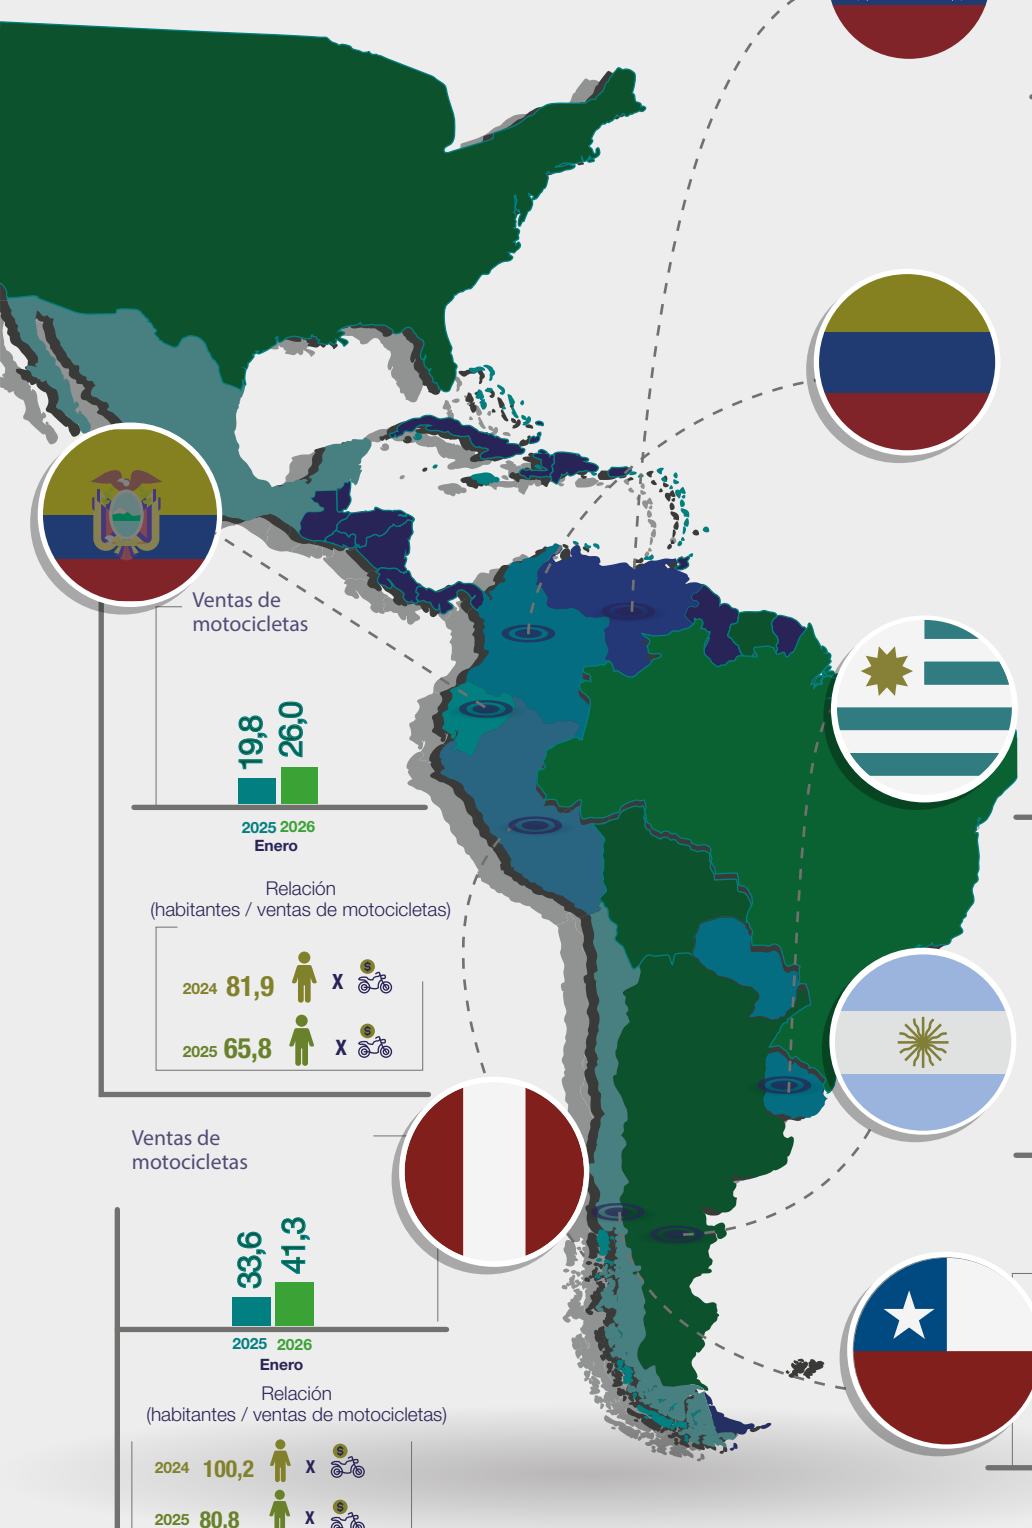 Ventas de
motocicletas
19,8
26,0
2025 2026
Enero
Relación
(habitantes / ventas de motocicletas)
2024 81,9 X $
2025 65,8 X $
Ventas de
motocicletas
33,6
41,3
2025 2026
Enero
Relación
(habitantes / ventas de motocicletas)
2024 100,2 X $
2025 80,8 X $